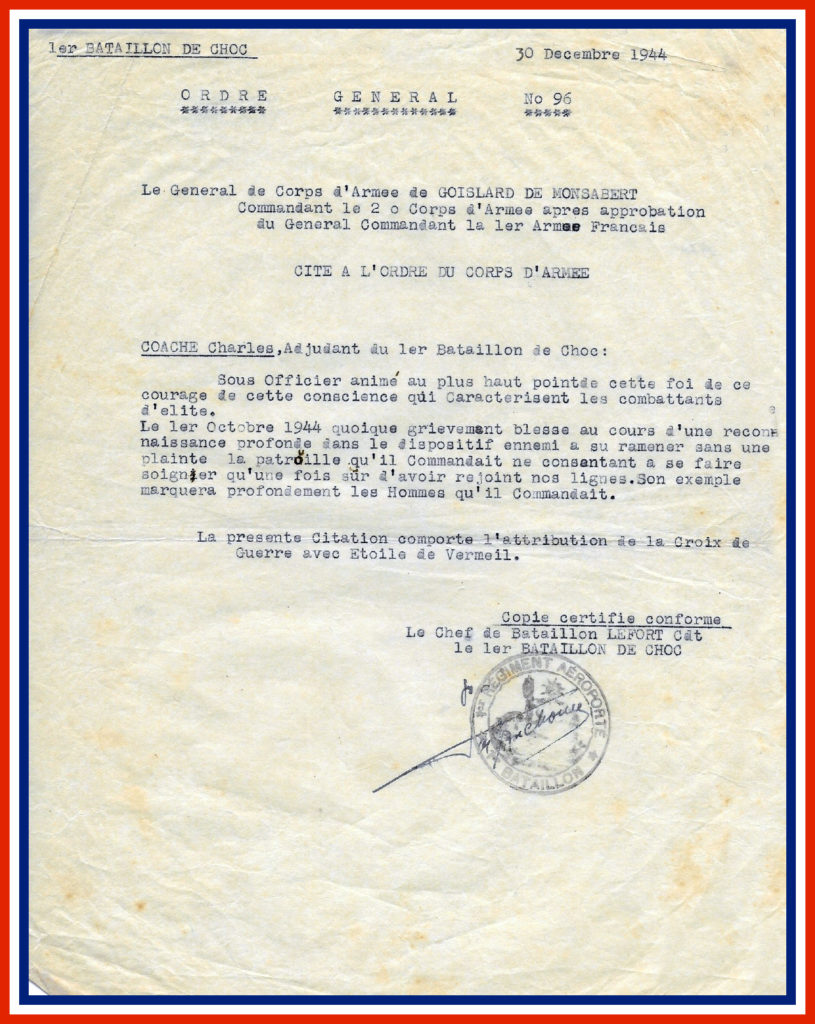 1er BATAILLON DE CHOC
30 Decembre 1944
ORDRE GENERAL No 96
Le General de Corps d'Armee de GOISLARD DE MONSABERT
Commandant le 2 o Corps d'Armee apres approbation
du General Commandant la 1er Armee Francais
CITE A L'ORDRE DU CORPS D'ARMEE
COACHE Charles,Adjudant du 1er Bataillon de Choc:
Sous Officier animé au plus haut pointde cette foi de ce
courage de cette conscience qui Caracterisent les combattants
d'elite.
Le 1er Octobre 1944 quoique grievement blesse au cours d'une reconn
naissance profonde dans le dispositif ennemi a su ramener sans une
plainte la patroille qu'il Commandait ne consentant a se faire
soignier qu'une fois sûr d'avoir rejoint nos lignes.Son exemple
marquera profondement les Hommes qu'il Commandait.
La presente Citation comporte l'attribution de la Croix de
Guerre avec Etoile de Vermeil.
Copie certifie conforme
Le Chef de Bataillon LEFORT Cdt
le 1er BATAILLON DE CHOC
1er RÉGIMENT AÉROPORTÉ
BATAILLON